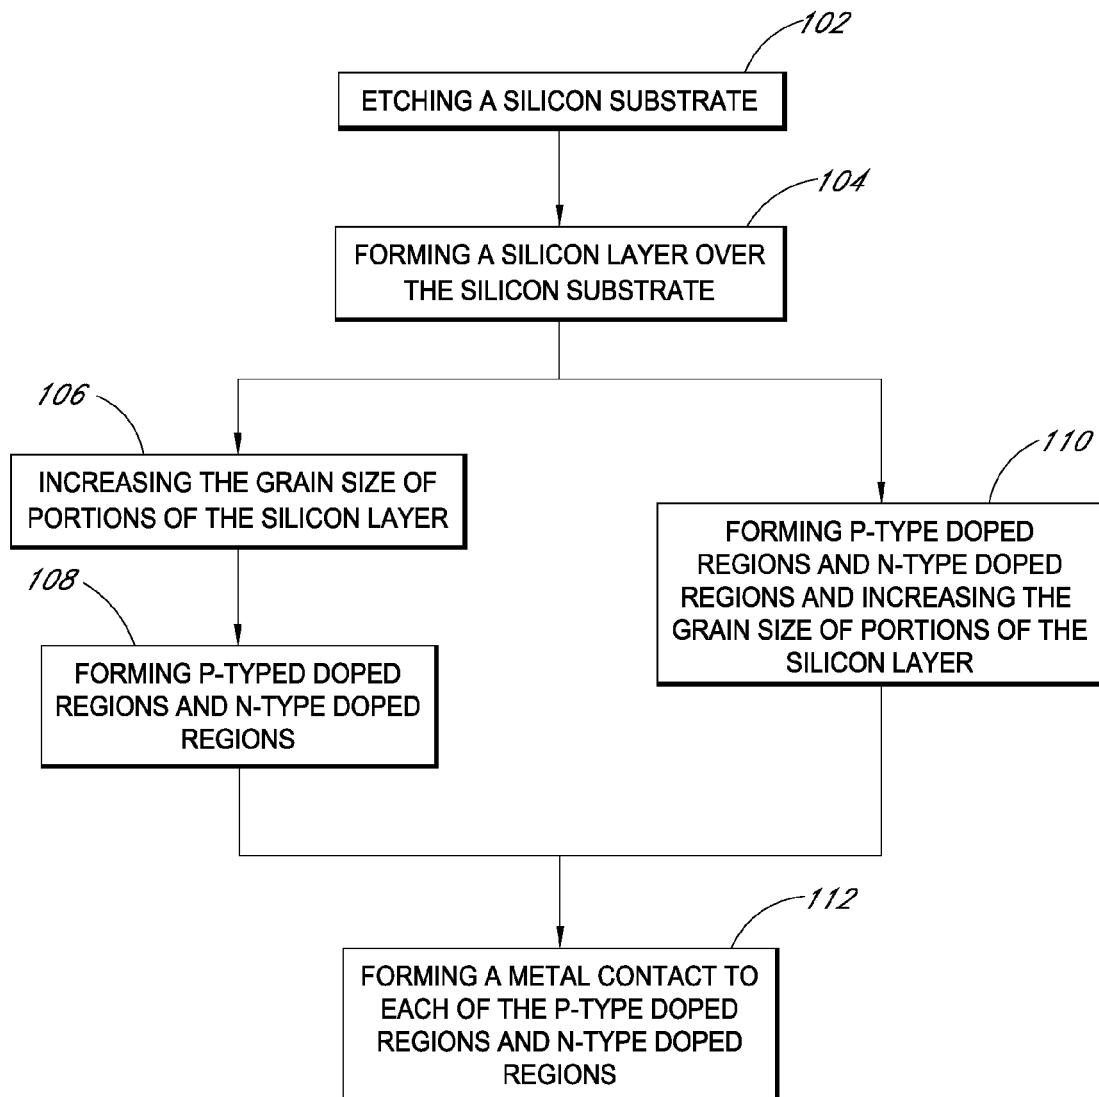 102
ETCHING A SILICON SUBSTRATE
104
FORMING A SILICON LAYER OVER
THE SILICON SUBSTRATE
106
INCREASING THE GRAIN SIZE OF
PORTIONS OF THE SILICON LAYER
108
FORMING P-TYPED DOPED
REGIONS AND N-TYPE DOPED
REGIONS
110
FORMING P-TYPE DOPED
REGIONS AND N-TYPE DOPED
REGIONS AND INCREASING THE
GRAIN SIZE OF PORTIONS OF THE
SILICON LAYER
112
FORMING A METAL CONTACT TO
EACH OF THE P-TYPE DOPED
REGIONS AND N-TYPE DOPED
REGIONS